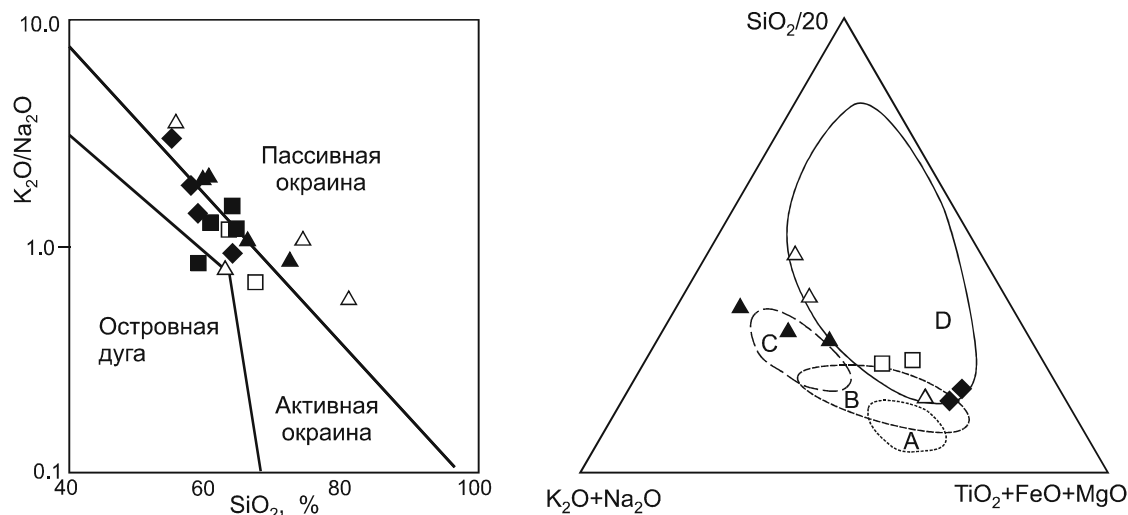 10.0
K₂O/Na₂O
1.0
0.1
Пассивная
окраина
Островная
дуга
Активная
окраина
40
60
80
100
SiO₂, %
SiO₂/20
D
C
B
A
K₂O+Na₂O
TiO₂+FeO+MgO